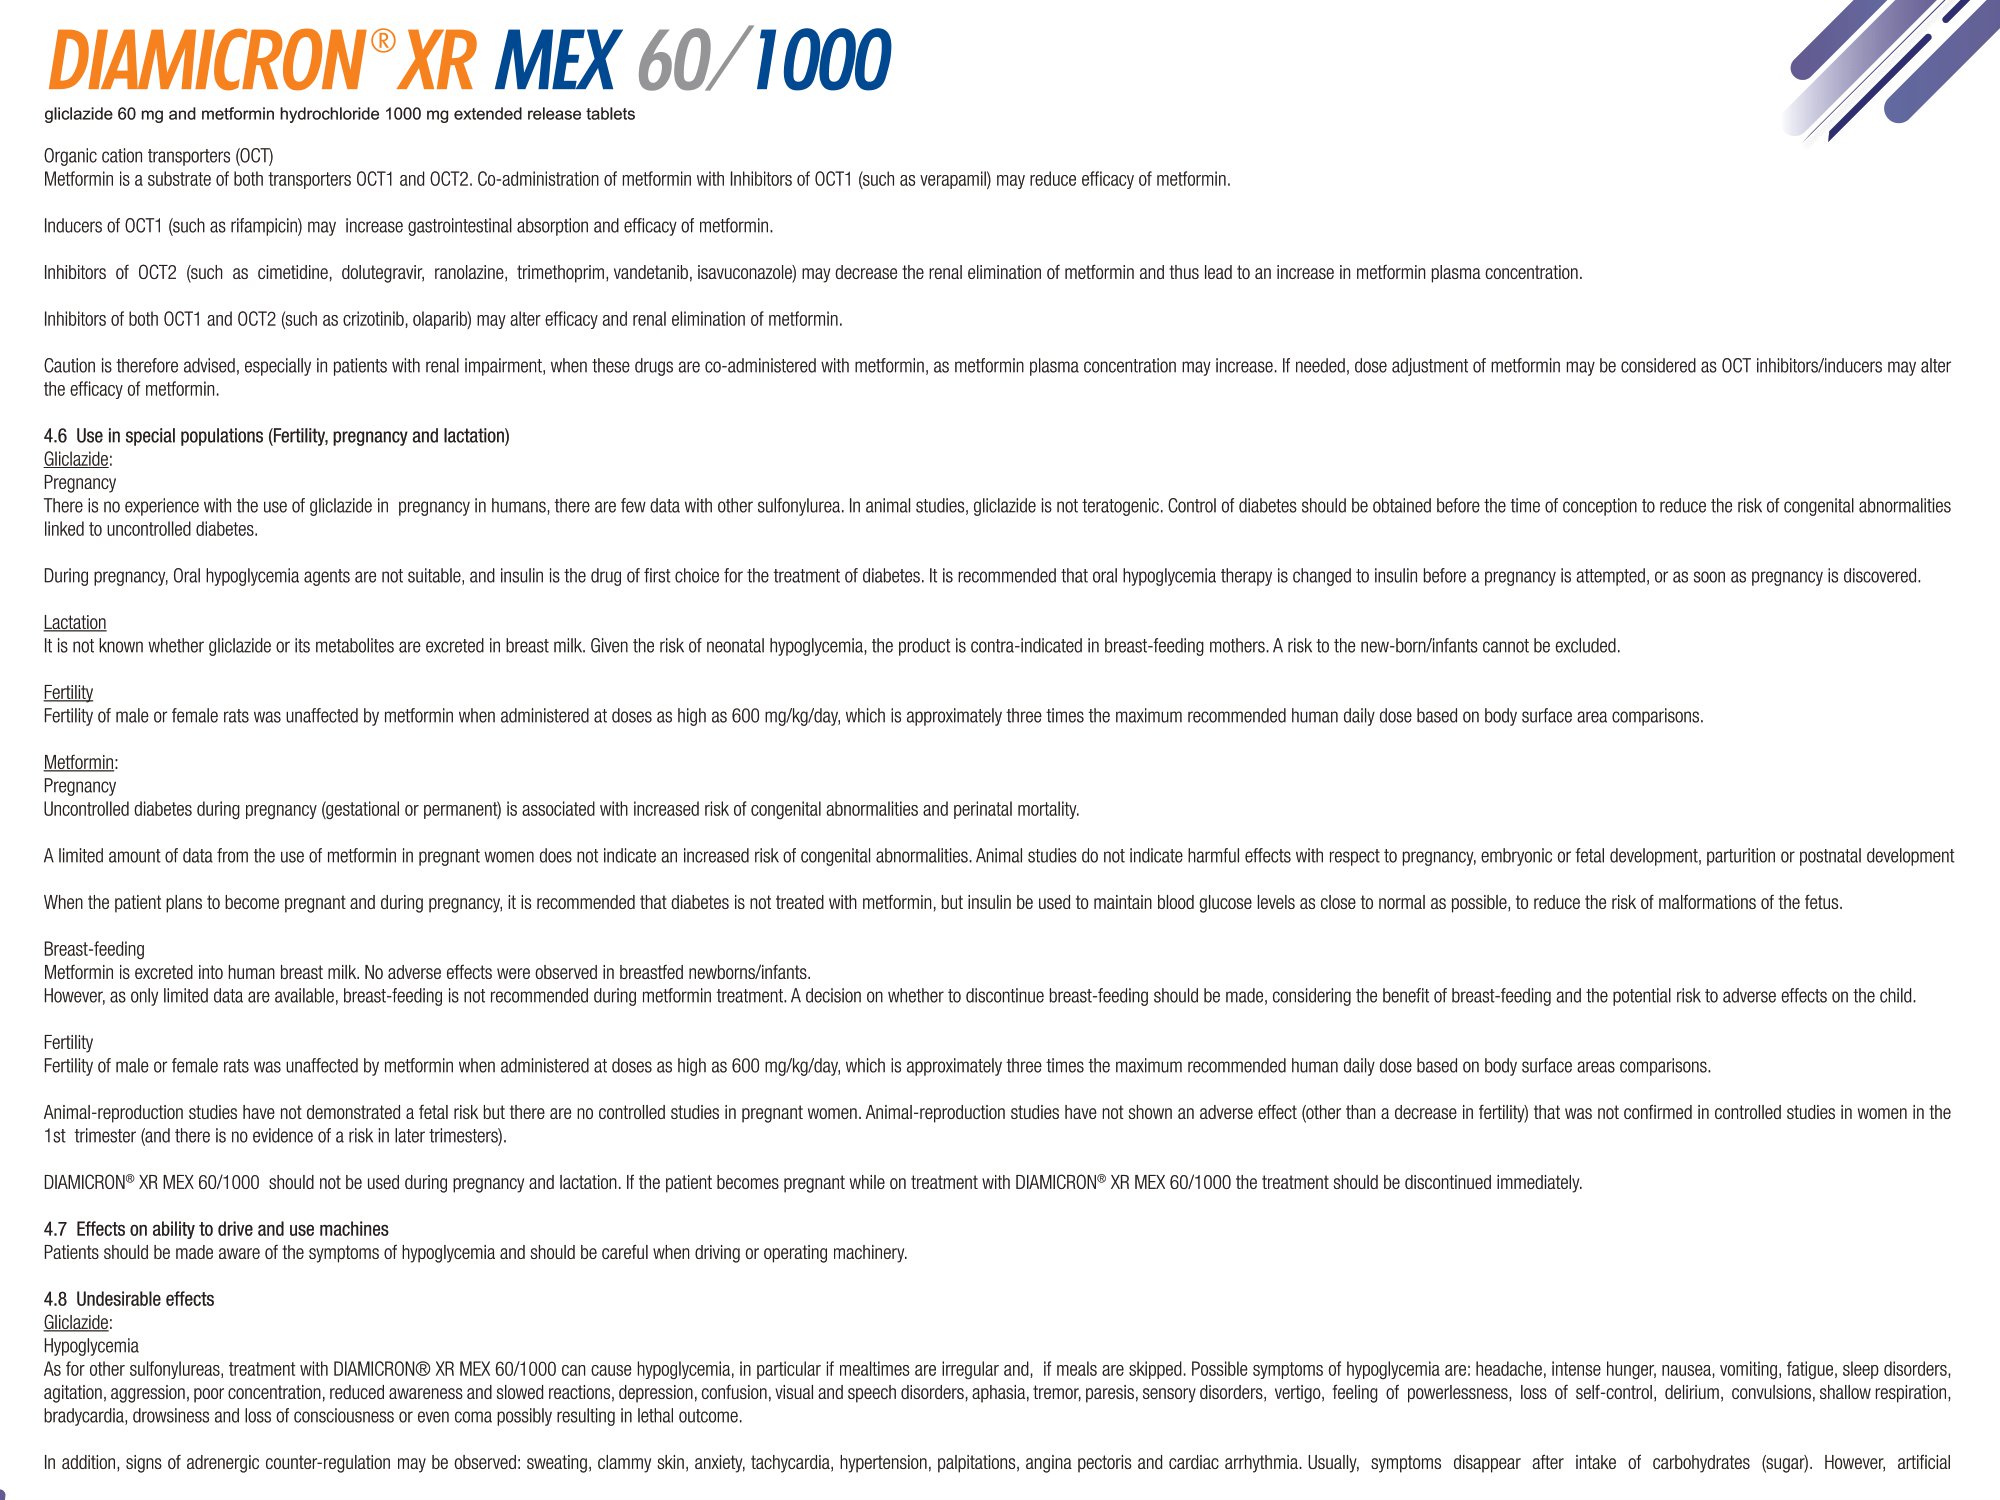 DIAMICRON® XR MEX 60/1000
gliclazide 60 mg and metformin hydrochloride 1000 mg extended release tablets
Organic cation transporters (OCT)
Metformin is a substrate of both transporters OCT1 and OCT2. Co-administration of metformin with Inhibitors of OCT1 (such as verapamil) may reduce efficacy of metformin.
Inducers of OCT1 (such as rifampicin) may increase gastrointestinal absorption and efficacy of metformin.
Inhibitors of OCT2 (such as cimetidine, dolutegravir, ranolazine, trimethoprim, vandetanib, isavuconazole) may decrease the renal elimination of metformin and thus lead to an increase in metformin plasma concentration.
Inhibitors of both OCT1 and OCT2 (such as crizotinib, olaparib) may alter efficacy and renal elimination of metformin.
Caution is therefore advised, especially in patients with renal impairment, when these drugs are co-administered with metformin, as metformin plasma concentration may increase. If needed, dose adjustment of metformin may be considered as OCT inhibitors/inducers may alter
the efficacy of metformin.
4.6 Use in special populations (Fertility, pregnancy and lactation)
Gliclazide:
Pregnancy
There is no experience with the use of gliclazide in pregnancy in humans, there are few data with other sulfonylurea. In animal studies, gliclazide is not teratogenic. Control of diabetes should be obtained before the time of conception to reduce the risk of congenital abnormalities
linked to uncontrolled diabetes.
During pregnancy, Oral hypoglycemia agents are not suitable, and insulin is the drug of first choice for the treatment of diabetes. It is recommended that oral hypoglycemia therapy is changed to insulin before a pregnancy is attempted, or as soon as pregnancy is discovered.
Lactation
It is not known whether gliclazide or its metabolites are excreted in breast milk. Given the risk of neonatal hypoglycemia, the product is contra-indicated in breast-feeding mothers. A risk to the new-born/infants cannot be excluded.
Fertility
Fertility of male or female rats was unaffected by metformin when administered at doses as high as 600 mg/kg/day, which is approximately three times the maximum recommended human daily dose based on body surface area comparisons.
Metformin:
Pregnancy
Uncontrolled diabetes during pregnancy (gestational or permanent) is associated with increased risk of congenital abnormalities and perinatal mortality.
A limited amount of data from the use of metformin in pregnant women does not indicate an increased risk of congenital abnormalities. Animal studies do not indicate harmful effects with respect to pregnancy, embryonic or fetal development, parturition or postnatal development
When the patient plans to become pregnant and during pregnancy, it is recommended that diabetes is not treated with metformin, but insulin be used to maintain blood glucose levels as close to normal as possible, to reduce the risk of malformations of the fetus.
Breast-feeding
Metformin is excreted into human breast milk. No adverse effects were observed in breastfed newborns/infants.
However, as only limited data are available, breast-feeding is not recommended during metformin treatment. A decision on whether to discontinue breast-feeding should be made, considering the benefit of breast-feeding and the potential risk to adverse effects on the child.
Fertility
Fertility of male or female rats was unaffected by metformin when administered at doses as high as 600 mg/kg/day, which is approximately three times the maximum recommended human daily dose based on body surface areas comparisons.
Animal-reproduction studies have not demonstrated a fetal risk but there are no controlled studies in pregnant women. Animal-reproduction studies have not shown an adverse effect (other than a decrease in fertility) that was not confirmed in controlled studies in women in the
1st trimester (and there is no evidence of a risk in later trimesters).
DIAMICRON® XR MEX 60/1000 should not be used during pregnancy and lactation. If the patient becomes pregnant while on treatment with DIAMICRON® XR MEX 60/1000 the treatment should be discontinued immediately.
4.7 Effects on ability to drive and use machines
Patients should be made aware of the symptoms of hypoglycemia and should be careful when driving or operating machinery.
4.8 Undesirable effects
Gliclazide:
Hypoglycemia
As for other sulfonylureas, treatment with DIAMICRON® XR MEX 60/1000 can cause hypoglycemia, in particular if mealtimes are irregular and, if meals are skipped. Possible symptoms of hypoglycemia are: headache, intense hunger, nausea, vomiting, fatigue, sleep disorders,
agitation, aggression, poor concentration, reduced awareness and slowed reactions, depression, confusion, visual and speech disorders, aphasia, tremor, paresis, sensory disorders, vertigo, feeling of powerlessness, loss of self-control, delirium, convulsions, shallow respiration,
bradycardia, drowsiness and loss of consciousness or even coma possibly resulting in lethal outcome.
In addition, signs of adrenergic counter-regulation may be observed: sweating, clammy skin, anxiety, tachycardia, hypertension, palpitations, angina pectoris and cardiac arrhythmia. Usually, symptoms disappear after intake of carbohydrates (sugar). However, artificial